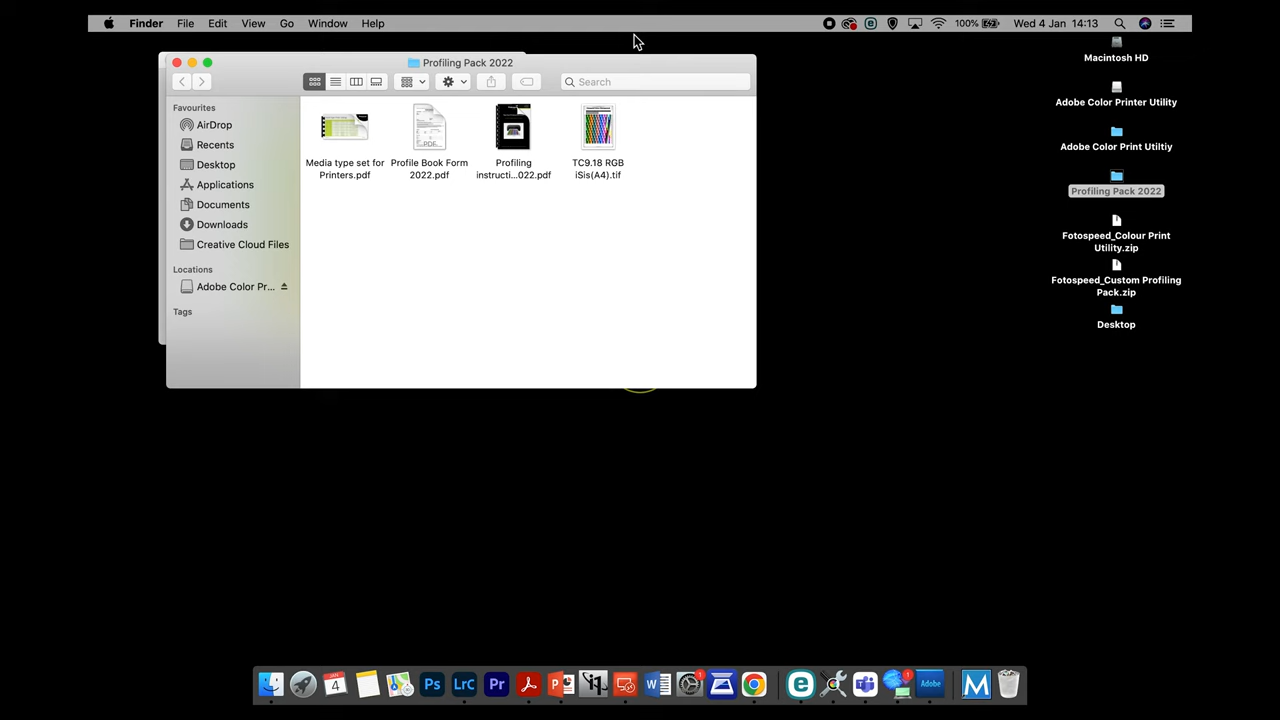 Finder File Edit View Go Window Help 100% Wed 4 Jan 14:13
Profiling Pack 2022
Search
Favourites
AirDrop
Recents
Desktop
Applications
Documents
Downloads
Creative Cloud Files
Locations
Adobe Color Pr...
Tags
Media type set for
Printers.pdf
Profile Book Form
2022.pdf
Profiling
instructi...022.pdf
TC9.18 RGB
iSis(A4).tif
PDF
Macintosh HD
Adobe Color Printer Utility
Adobe Color Print Utiltiy
Profiling Pack 2022
Fotospeed_Colour Print
Utility.zip
Fotospeed_Custom Profiling
Pack.zip
Desktop
JAN
4
Ps
Lrc
Pr
Adobe